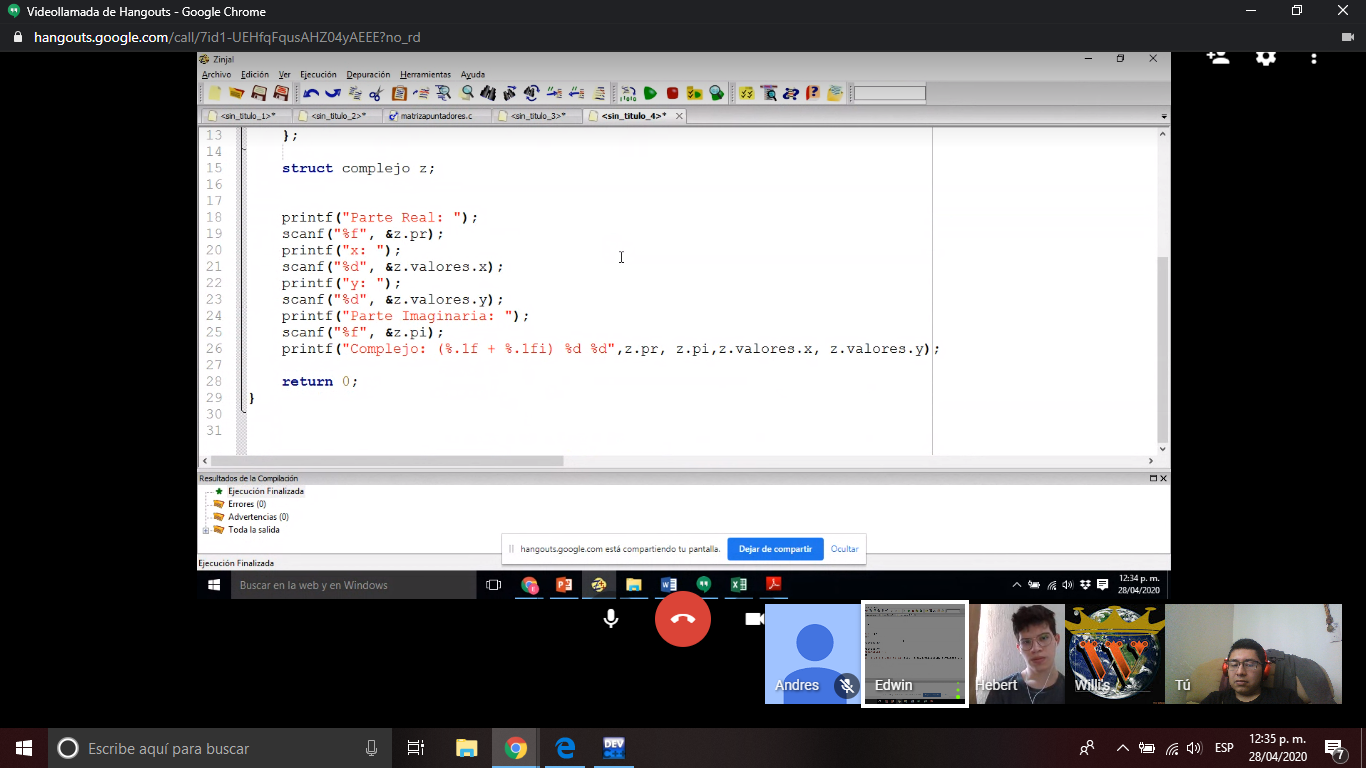 Videollamada de Hangouts - Google Chrome
hangouts.google.com/call/7id1-UEHfqFqusAHZ04yAEEE?no_rd
Zinjal
Archivo Edición Ver Ejecución Depuración Herramientas Ayuda
<sin_titulo_1>* <sin_titulo_2>* matrizapuntadores.c <sin_titulo_3>* <sin_titulo_4>*
13 };
14
15 struct complejo z;
16
17
18 printf("Parte Real: ");
19 scanf("%f", &z.pr);
20 printf("x: ");
21 scanf("%d", &z.valores.x);
22 printf("y: ");
23 scanf("%d", &z.valores.y);
24 printf("Parte Imaginaria: ");
25 scanf("%f", &z.pi);
26 printf("Complejo: (%.1f + %.1fi) %d %d",z.pr, z.pi,z.valores.x, z.valores.y);
27
28 return 0;
29 }
30
31
Resultados de la Compilación
Ejecución Finalizada
Errores (0)
Advertencias (0)
Toda la salida
hangouts.google.com está compartiendo tu pantalla. Dejar de compartir Ocultar
Ejecución Finalizada
Buscar en la web y en Windows
12:34 p. m.
28/04/2020
Andres Edwin Hebert Willi's Tú
Escribe aquí para buscar
DEV
ESP
12:35 p. m.
28/04/2020
7